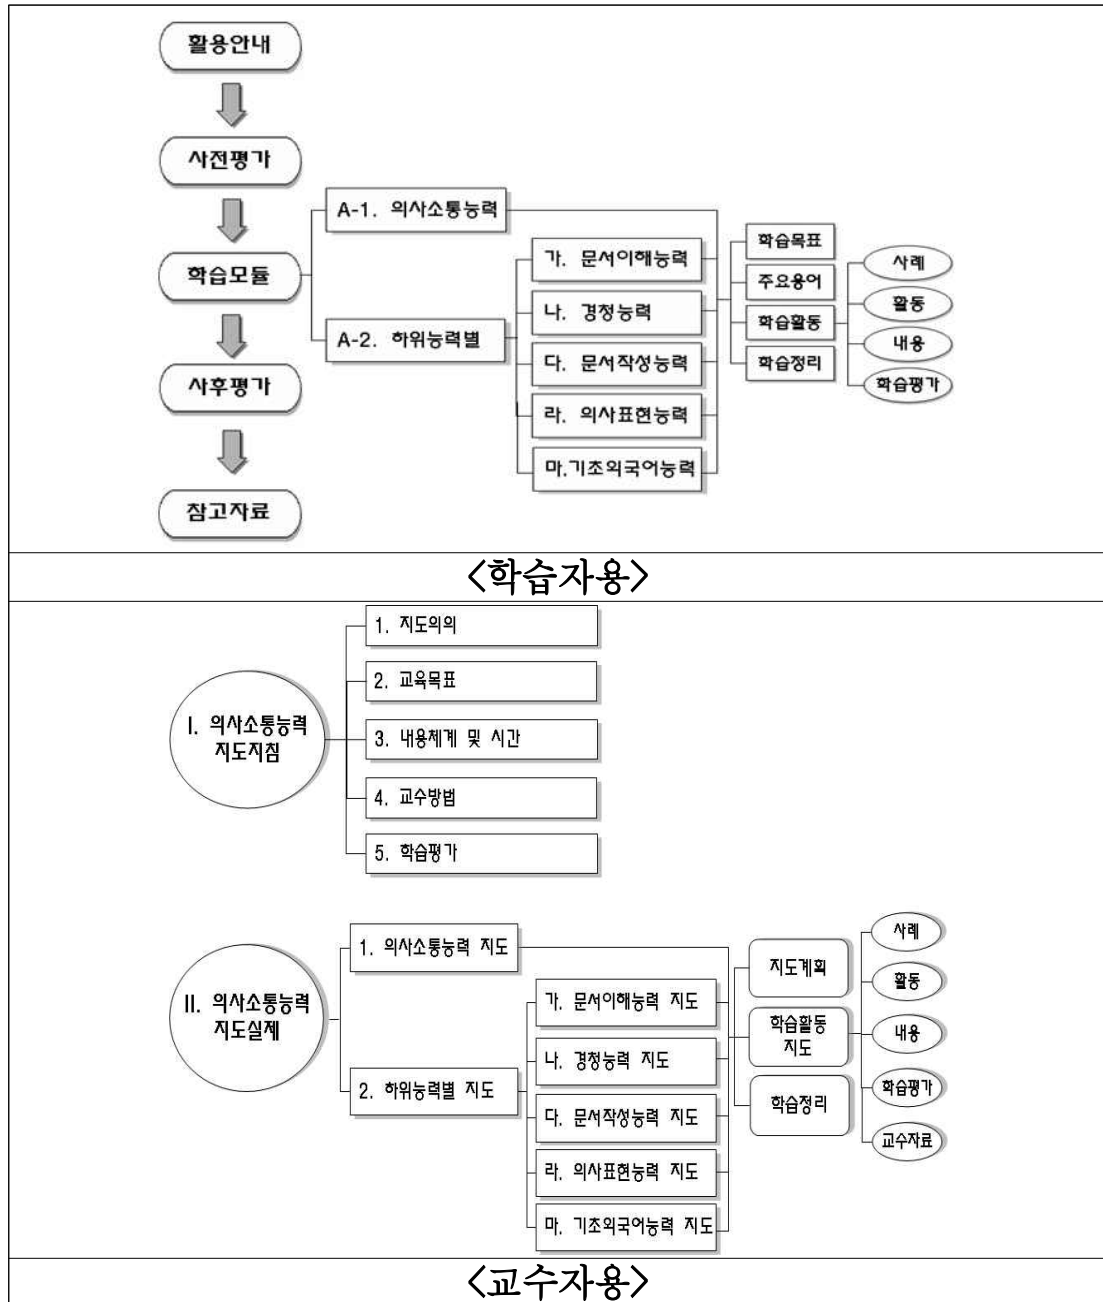 활용안내
사전평가
학습모듈
사후평가
참고자료
A-1. 의사소통능력
A-2. 하위능력별
가. 문서이해능력
나. 경청능력
다. 문서작성능력
라. 의사표현능력
마.기초외국어능력
학습목표
주요용어
학습활동
학습정리
사례
활동
내용
학습평가
<학습자용>
I. 의사소통능력
지도지침
1. 지도의의
2. 교육목표
3. 내용체계 및 시간
4. 교수방법
5. 학습평가
II. 의사소통능력
지도실제
1. 의사소통능력 지도
2. 하위능력별 지도
가. 문서이해능력 지도
나. 경청능력 지도
다. 문서작성능력 지도
라. 의사표현능력 지도
마. 기초외국어능력 지도
지도계획
학습활동
지도
학습정리
사례
활동
내용
학습평가
교수자료
<교수자용>